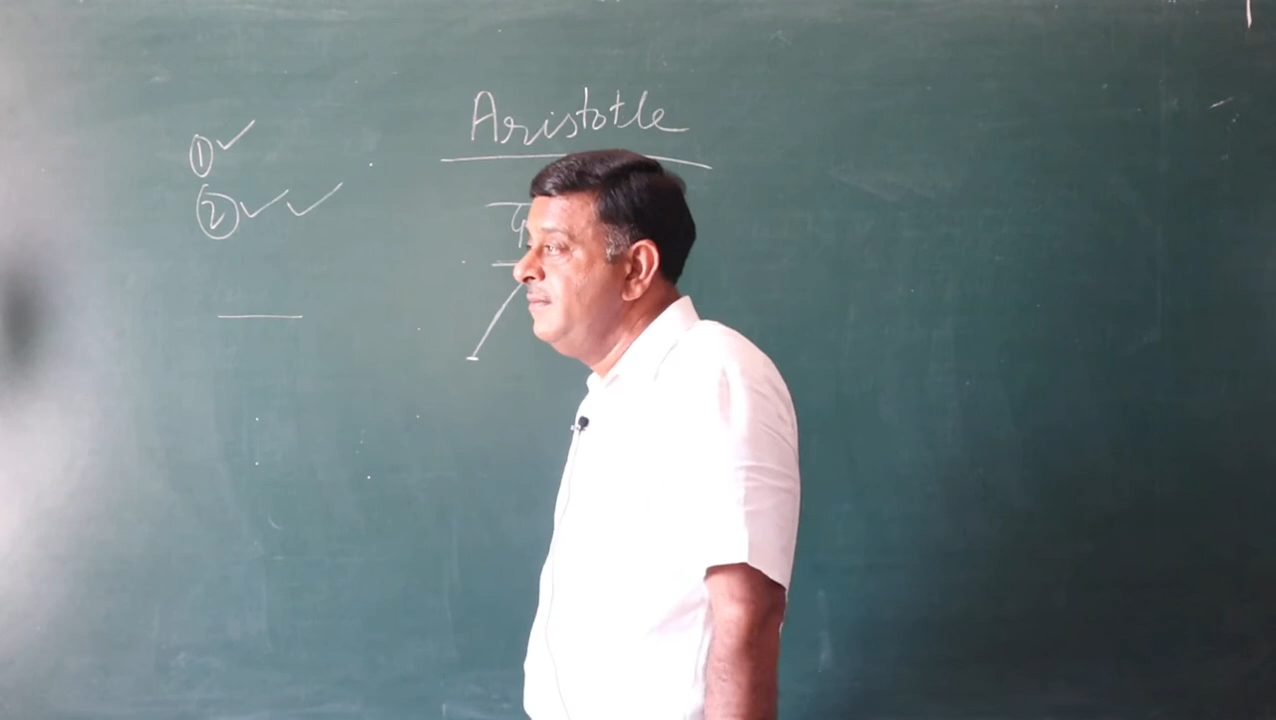 Aristotle
① ✓
② ✓ ✓